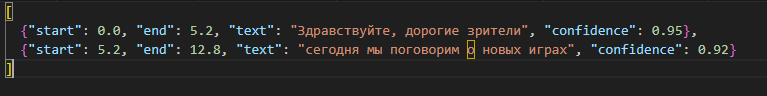 [
{"start": 0.0, "end": 5.2, "text": "Здравствуйте, дорогие зрители", "confidence": 0.95},
{"start": 5.2, "end": 12.8, "text": "сегодня мы поговорим о новых играх", "confidence": 0.92}
]